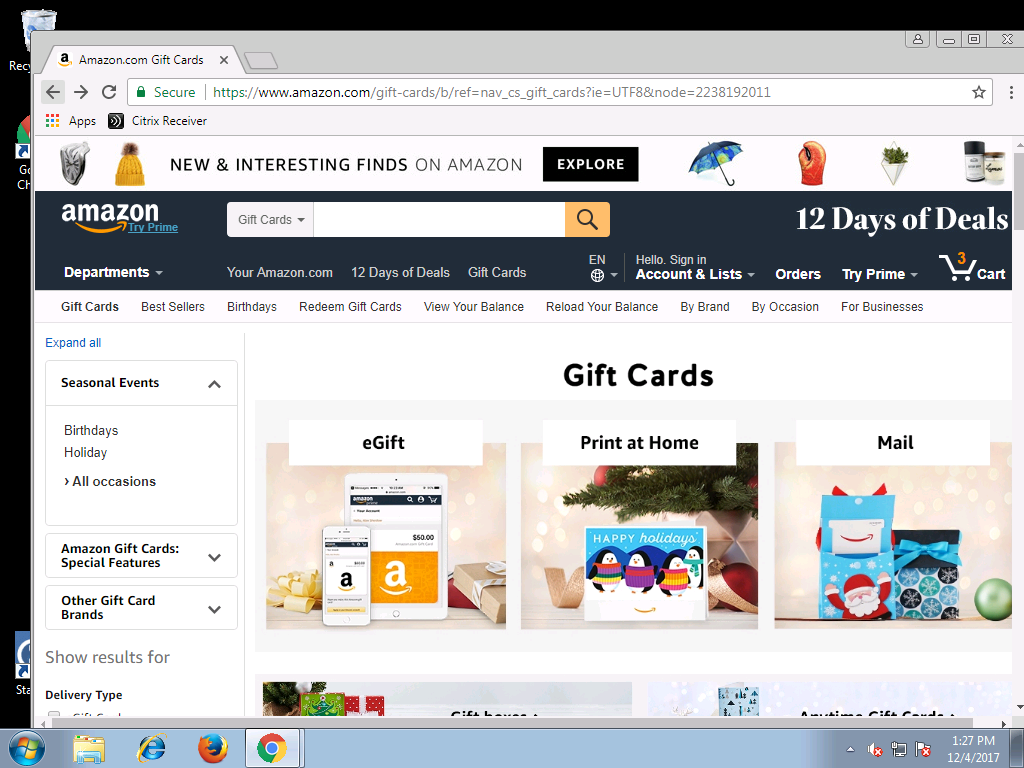 Recy
Amazon.com Gift Cards
Secure
https://www.amazon.com/gift-cards/b/ref=nav_cs_gift_cards?ie=UTF8&node=2238192011
Apps
Citrix Receiver
Go
Ch
NEW & INTERESTING FINDS ON AMAZON
EXPLORE
amazon
Try Prime
Gift Cards
12 Days of Deals
Departments
Your Amazon.com
12 Days of Deals
Gift Cards
EN
Hello. Sign in
Account & Lists
Orders
Try Prime
3
Cart
Gift Cards
Best Sellers
Birthdays
Redeem Gift Cards
View Your Balance
Reload Your Balance
By Brand
By Occasion
For Businesses
Expand all
Seasonal Events
Birthdays
Holiday
› All occasions
Amazon Gift Cards:
Special Features
Other Gift Card
Brands
Show results for
Delivery Type
Gift Cards
eGift
Print at Home
Mail
amazon
Your Account
$50.00
HAPPY holidays
Gift boxes ›
Anytime Gift Cards ›
Sta
1:27 PM
12/4/2017